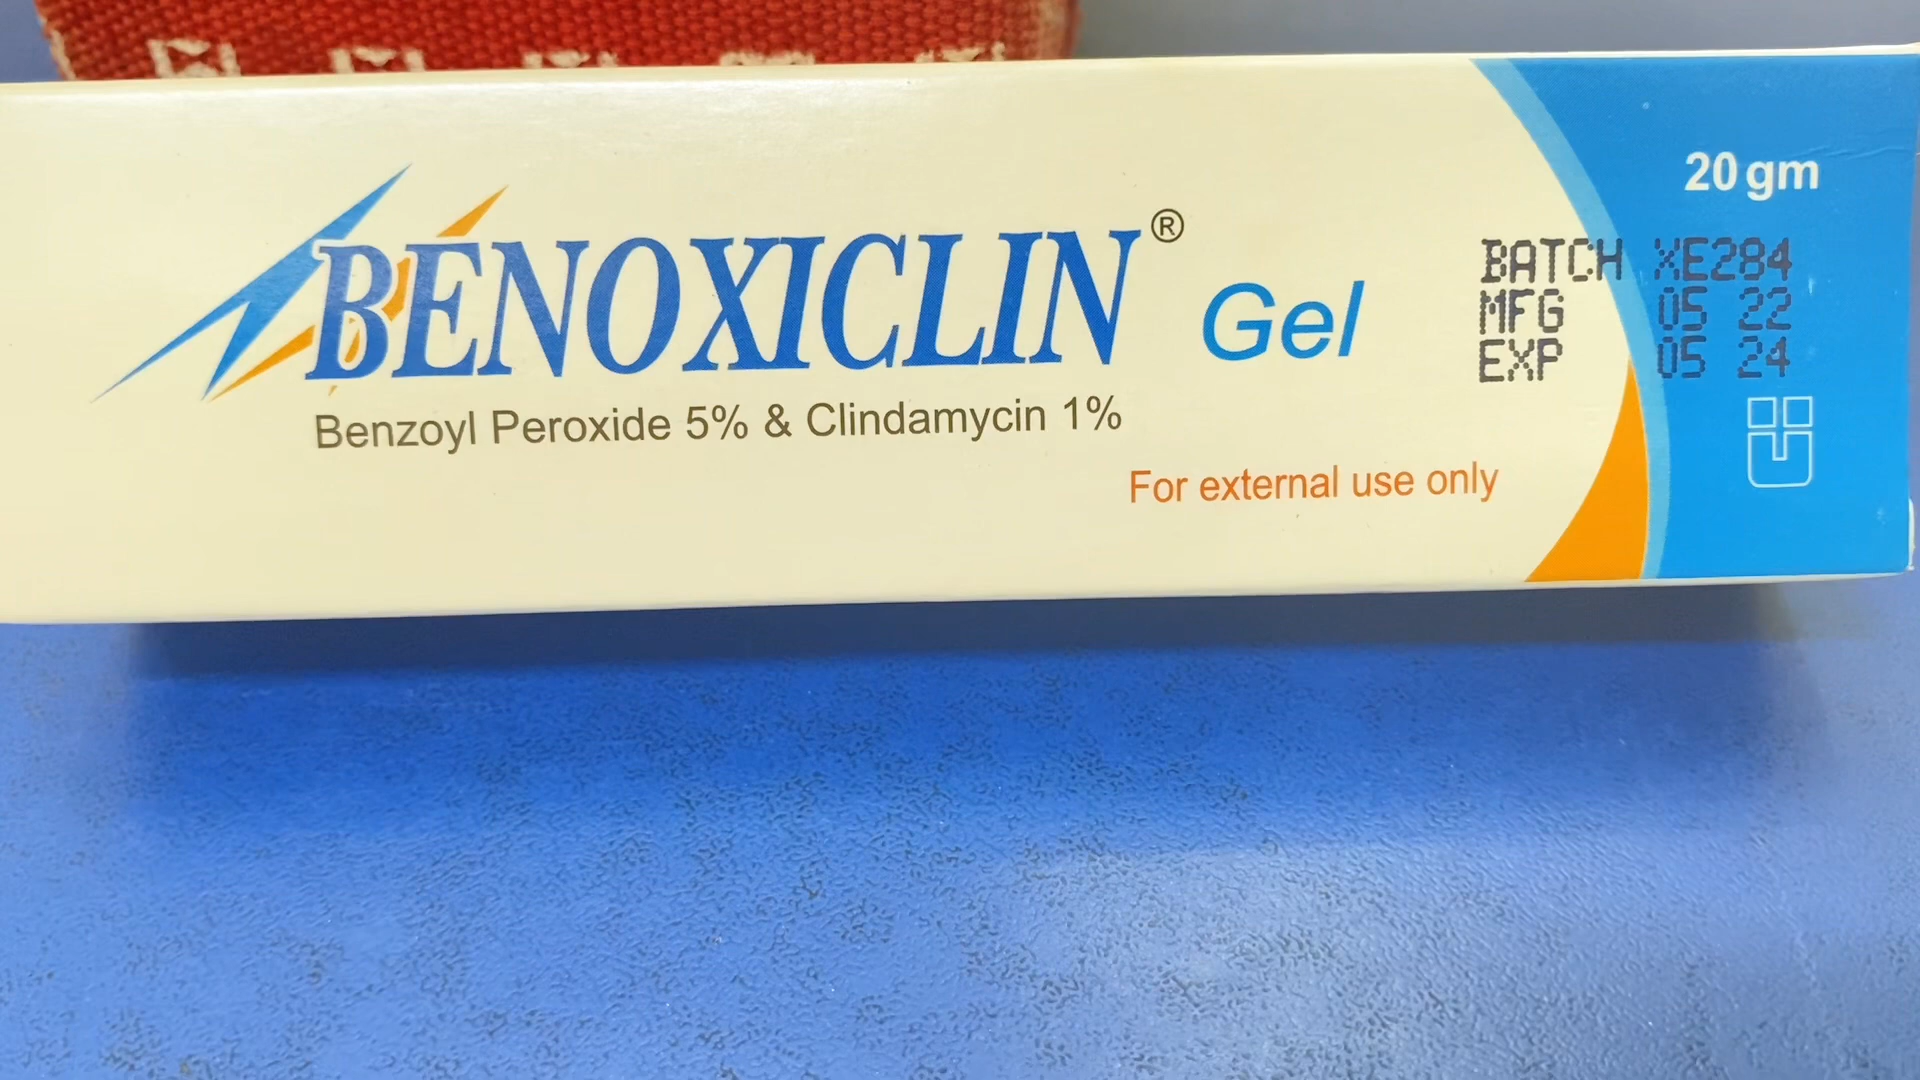 BENOXICLIN® Gel
Benzoyl Peroxide 5% & Clindamycin 1%
For external use only
20 gm
BATCH XE284
MFG 05 22
EXP 05 24